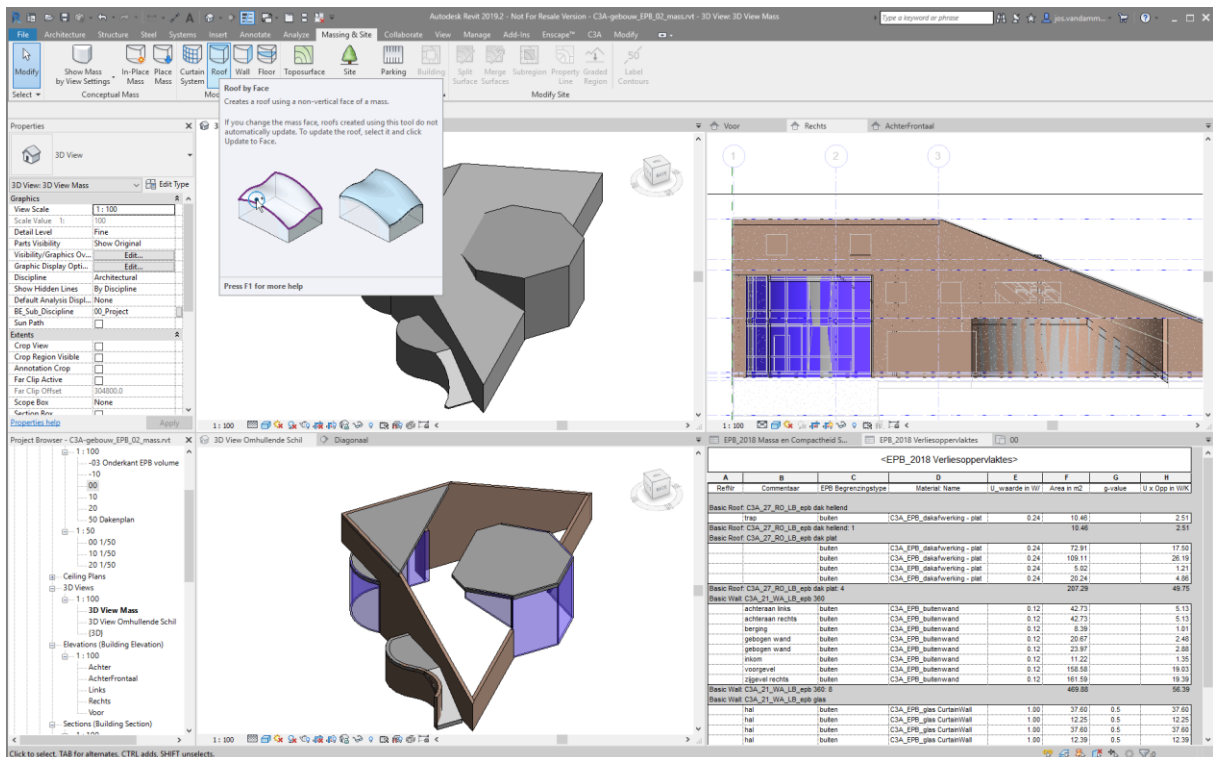 Autodesk Revit 2019.2 - Not For Resale Version - C3A-gebouw_EPB_02_mass.rvt - 3D View: 3D View Mass
Type a keyword or phrase
jos.vandamm...
File Architecture Structure Steel Systems Insert Annotate Analyze Massing & Site Collaborate View Manage Add-Ins Enscape™ C3A Modify
Modify
Show Mass by View Settings
In-Place Mass
Place Mass
Curtain System
Roof
Wall
Floor
Toposurface
Site
Parking
Building
Split Surface
Merge Surfaces
Subregion
Property Line
Graded Region
Label Contours
Select
Conceptual Mass
Modify Site
Roof by Face
Creates a roof using a non-vertical face of a mass.
If you change the mass face, roofs created using this tool do not
automatically update. To update the roof, select it and click
Update to Face.
Press F1 for more help
Properties
3D View
3D View: 3D View Mass
Edit Type
Graphics
View Scale 1 : 100
Scale Value 1: 100
Detail Level Fine
Parts Visibility Show Original
Visibility/Graphics Ov... Edit...
Graphic Display Opti... Edit...
Discipline Architectural
Show Hidden Lines By Discipline
Default Analysis Displ... None
BE_Sub_Discipline 00_Project
Sun Path
Extents
Crop View
Crop Region Visible
Annotation Crop
Far Clip Active
Far Clip Offset 304800.0
Scope Box None
Section Box
Properties help
Apply
Voor
Rechts
AchterFrontaal
1
2
3
1 : 100
1 : 100
Project Browser - C3A-gebouw_EPB_02_mass.rvt
1 : 100
-03 Onderkant EPB volume
-10
00
10
20
50 Dakenplan
1 : 50
00 1/50
10 1/50
20 1/50
Ceiling Plans
3D Views
1 : 100
3D View Mass
3D View Omhullende Schil
{3D}
Elevations (Building Elevation)
1 : 100
Achter
AchterFrontaal
Links
Rechts
Voor
Sections (Building Section)
3D View Omhullende Schil
Diagonaal
1 : 100
EPB_2018 Massa en Compactheid S...
EPB_2018 Verliesoppervlaktes
00
<EPB_2018 Verliesoppervlaktes>
A B C D E F G H
RefNr Commentaar EPB Begrenzingstype Material: Name U_waarde in W/ Area in m2 g-value U x Opp in W/K
Basic Roof: C3A_27_RO_LB_epb dak hellend
trap buiten C3A_EPB_dakafwerking - plat 0.24 10.46 2.51
Basic Roof: C3A_27_RO_LB_epb dak hellend: 1 10.46 2.51
Basic Roof: C3A_27_RO_LB_epb dak plat
buiten C3A_EPB_dakafwerking - plat 0.24 72.91 17.50
buiten C3A_EPB_dakafwerking - plat 0.24 109.11 26.19
buiten C3A_EPB_dakafwerking - plat 0.24 5.02 1.21
buiten C3A_EPB_dakafwerking - plat 0.24 20.24 4.86
Basic Roof: C3A_27_RO_LB_epb dak plat: 4 207.29 49.75
Basic Wall: C3A_21_WA_LB_epb 360
achteraan links buiten C3A_EPB_buitenwand 0.12 42.73 5.13
achteraan rechts buiten C3A_EPB_buitenwand 0.12 42.73 5.13
berging buiten C3A_EPB_buitenwand 0.12 8.39 1.01
gebogen wand buiten C3A_EPB_buitenwand 0.12 20.67 2.48
gebogen wand buiten C3A_EPB_buitenwand 0.12 23.97 2.88
inkom buiten C3A_EPB_buitenwand 0.12 11.22 1.35
voorgevel buiten C3A_EPB_buitenwand 0.12 158.58 19.03
zijgevel rechts buiten C3A_EPB_buitenwand 0.12 161.59 19.39
Basic Wall: C3A_21_WA_LB_epb 360: 8 469.88 56.39
Basic Wall: C3A_21_WA_LB_epb glas
hal buiten C3A_EPB_glas CurtainWall 1.00 37.60 0.5 37.60
hal buiten C3A_EPB_glas CurtainWall 1.00 12.25 0.5 12.25
hal buiten C3A_EPB_glas CurtainWall 1.00 37.60 0.5 37.60
hal buiten C3A_EPB_glas CurtainWall 1.00 12.39 0.5 12.39
Click to select, TAB for alternates, CTRL adds, SHIFT unselects.